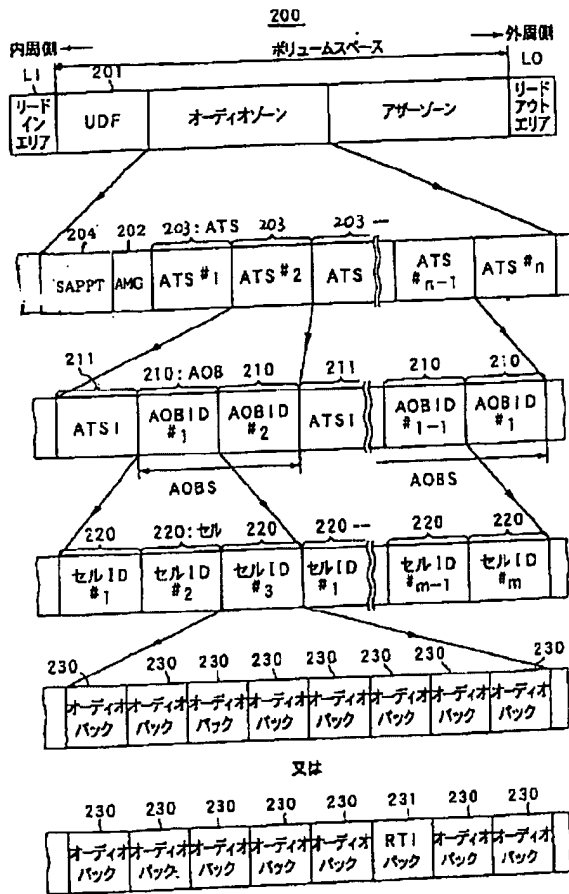 200
内周側 ← → 外周側
ボリュームスペース
L1 201 L0
リードインエリア UDF オーディオゾーン アザーゾーン リードアウトエリア
204 202 203:ATS 203 203
SAPPT AMG ATS #1 ATS #2 ATS ATS #n-1 ATS #n
211 210:AOB 210 211 210 210
ATSI AOBID #1 AOBID #2 ATSI AOBID #1-1 AOBID #1
AOBS AOBS
220 220:セル 220 220 220 220
セルID #1 セルID #2 セルID #3 セルID #1 セルID #m-1 セルID #m
230 230 230 230 230 230 230 230
オーディオパック オーディオパック オーディオパック オーディオパック オーディオパック オーディオパック オーディオパック オーディオパック
又は
230 230 230 230 230 231 230 230
オーディオパック オーディオパック オーディオパック オーディオパック オーディオパック RTIパック オーディオパック オーディオパック